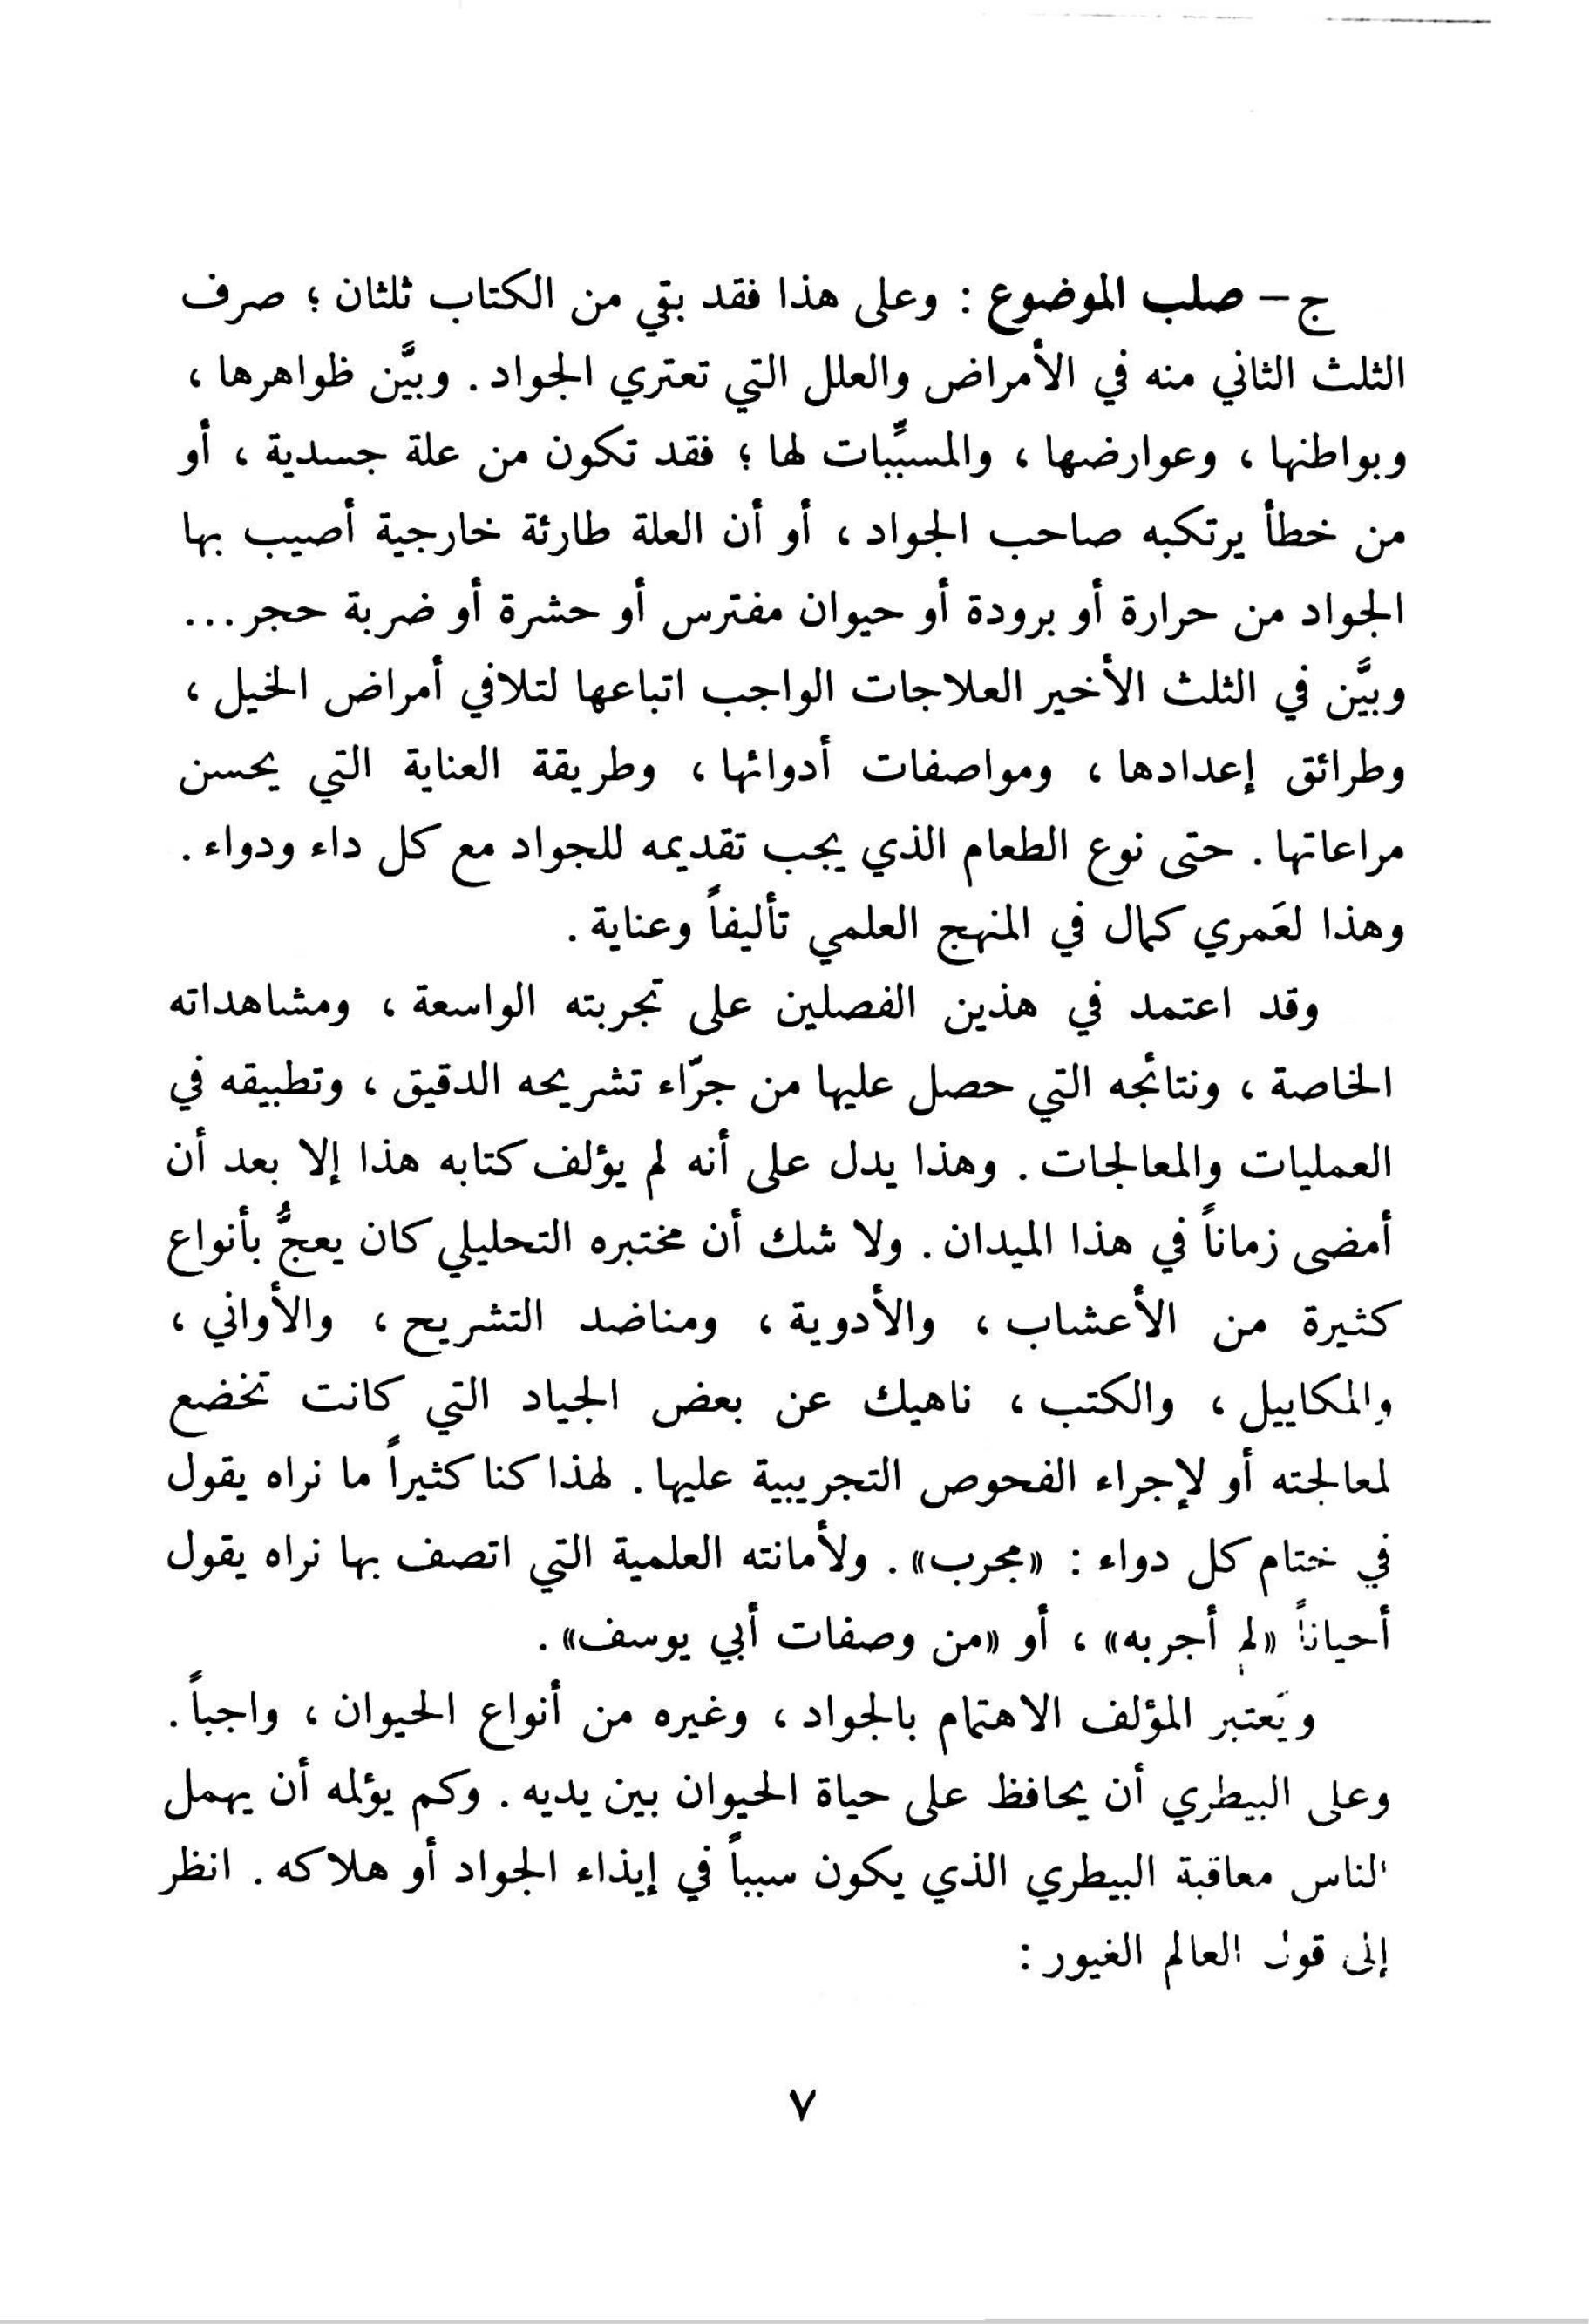 ج – صلب الموضوع : وعلى هذا فقد بقي من الكتاب ثلثان ؛ صرف
الثلث الثاني منه في الأمراض والعلل التي تعتري الجواد . وبيَّن ظواهرها ،
وبواطنها ، وعوارضها ، والمسبِّبات لها ؛ فقد تكون من علة جسدية ، أو
من خطأ يرتكبه صاحب الجواد ، أو أن العلة طارئة خارجية أصيب بها
الجواد من حرارة أو برودة أو حيوان مفترس أو حشرة أو ضربة حجر ...
وبيَّن في الثلث الأخير العلاجات الواجب اتباعها لتلافي أمراض الخيل ،
وطرائق إعدادها ، ومواصفات أدوائها ، وطريقة العناية التي يحسن
مراعاتها . حتى نوع الطعام الذي يجب تقديمه للجواد مع كل داء ودواء .
وهذا لعَمري كمال في المنهج العلمي تأليفاً وعناية .
وقد اعتمد في هذين الفصلين على تجربته الواسعة ، ومشاهداته
الخاصة ، ونتائجه التي حصل عليها من جرّاء تشريحه الدقيق ، وتطبيقه في
العمليات والمعالجات . وهذا يدل على أنه لم يؤلف كتابه هذا إلا بعد أن
أمضى زماناً في هذا الميدان . ولا شك أن مختبره التحليلي كان يعجُّ بأنواع
كثيرة من الأعشاب ، والأدوية ، ومناضد التشريح ، والأواني ،
والمكاييل ، والكتب ، ناهيك عن بعض الجياد التي كانت تخضع
لمعالجته أو لإجراء الفحوص التجريبية عليها . لهذا كنا كثيراً ما نراه يقول
في ختام كل دواء : «مجرب» . ولأمانته العلمية التي اتصف بها نراه يقول
أحياناً «لم أجربه» ، أو «من وصفات أبي يوسف» .
ويَعتبر المؤلف الاهتمام بالجواد ، وغيره من أنواع الحيوان ، واجباً .
وعلى البيطري أن يحافظ على حياة الحيوان بين يديه . وكم يؤلمه أن يهمل
الناس معاقبة البيطري الذي يكون سبباً في إيذاء الجواد أو هلاكه . انظر
إلى قول العالم الغيور :
٧